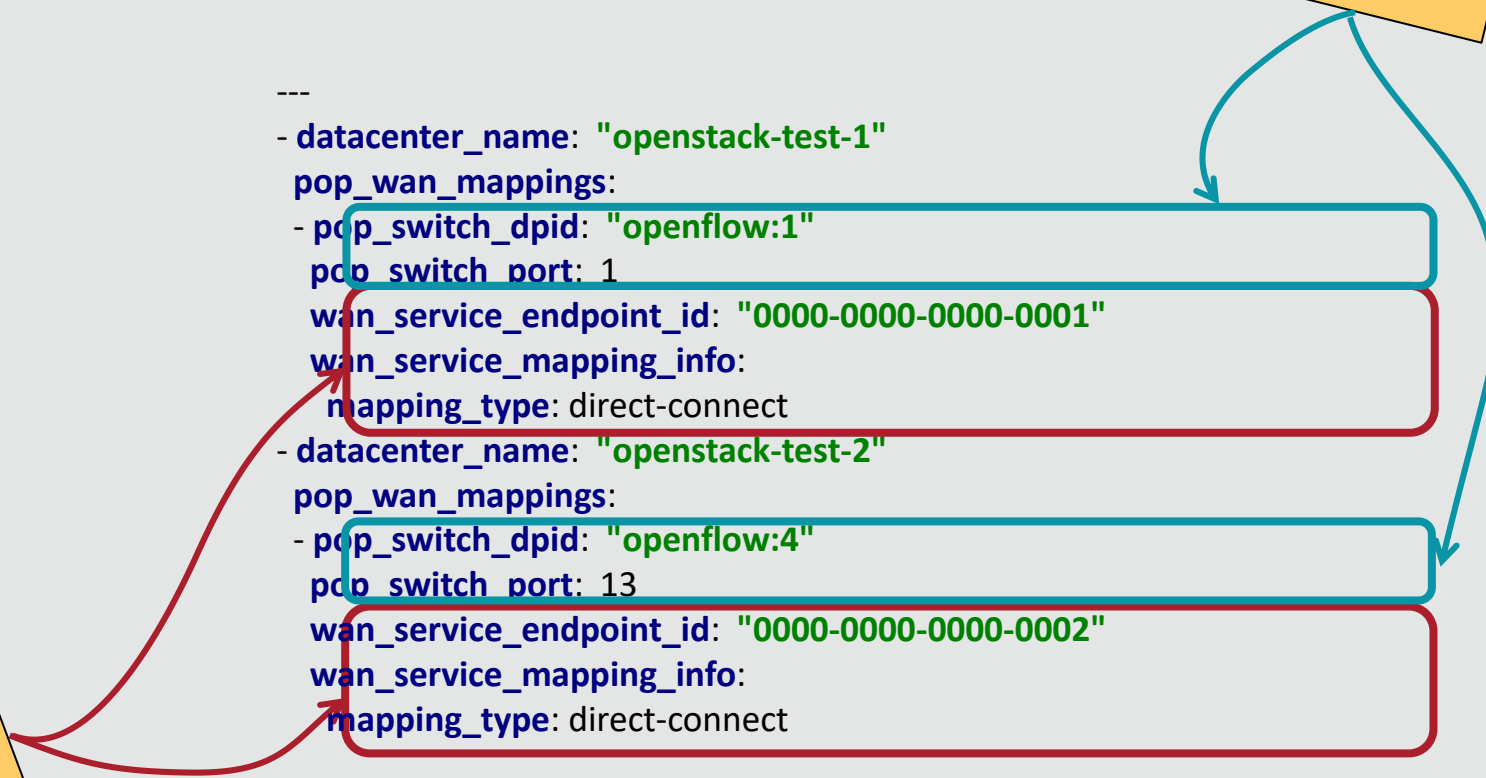 ---
- datacenter_name: "openstack-test-1"
pop_wan_mappings:
- pop_switch_dpid: "openflow:1"
pop_switch_port: 1
wan_service_endpoint_id: "0000-0000-0000-0001"
wan_service_mapping_info:
mapping_type: direct-connect
- datacenter_name: "openstack-test-2"
pop_wan_mappings:
- pop_switch_dpid: "openflow:4"
pop_switch_port: 13
wan_service_endpoint_id: "0000-0000-0000-0002"
wan_service_mapping_info:
mapping_type: direct-connect